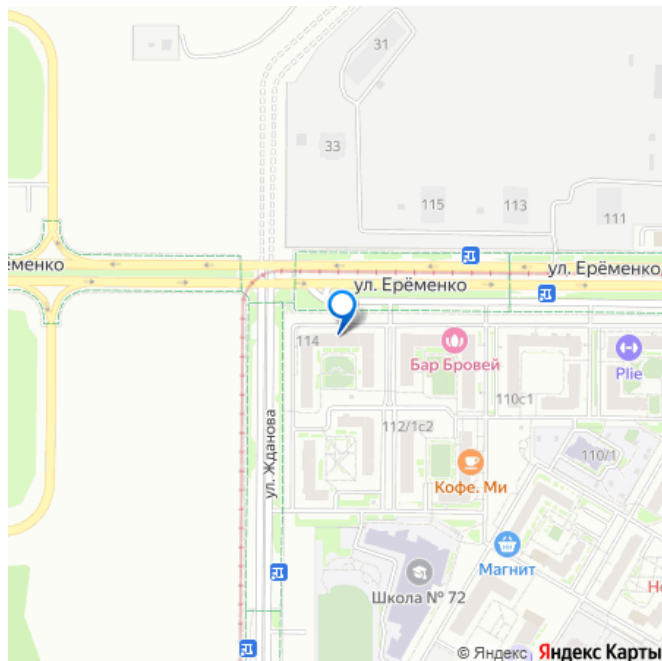 31
33
115
113
111
ерёменко
ул. Ерёменко
ул. Ерёменко
114
Бар Бровей
Plie
110с1
112/1с2
110/1
ул. Жданова
Кофе. Ми
Магнит
Школа № 72
© Яндекс Яндекс Карты